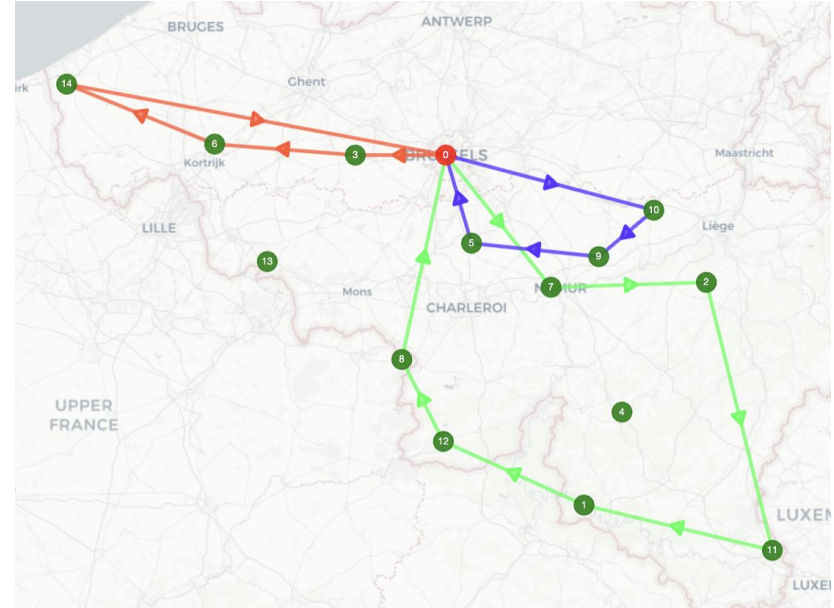 BRUGES
ANTWERP
irk
14
Ghent
6
3
BRUSSELS
0
Kortrijk
Maastricht
10
LILLE
Liège
5
9
13
7
NAMUR
2
Mons
CHARLEROI
8
UPPER
FRANCE
4
12
1
LUXEM
11
LUXE